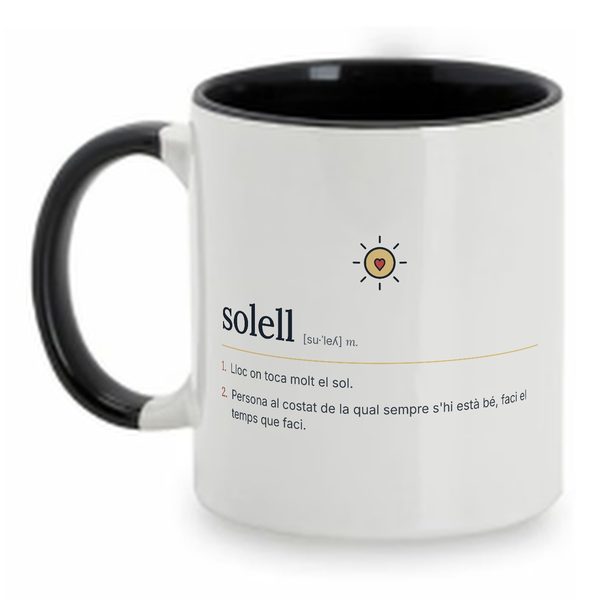 solell [su·ˈleʎ] m.
1. Lloc on toca molt el sol.
2. Persona al costat de la qual sempre s'hi està bé, faci el
temps que faci.